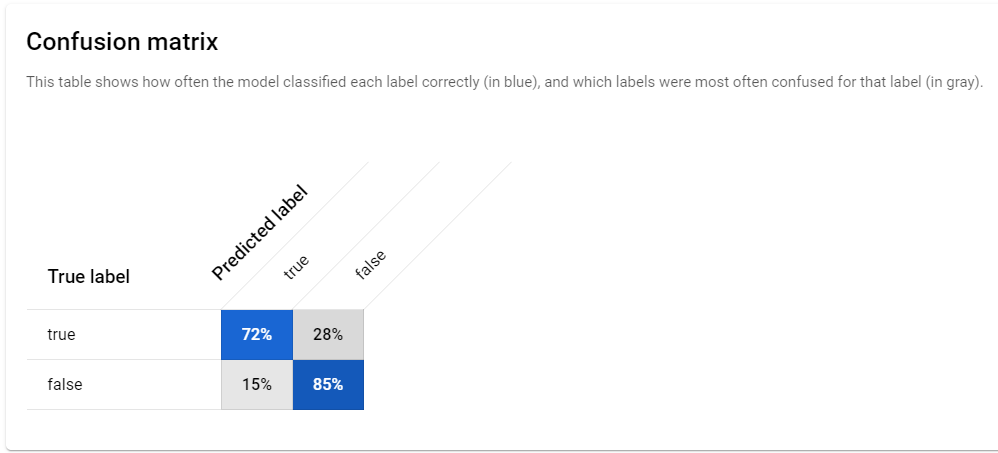 Confusion matrix
This table shows how often the model classified each label correctly (in blue), and which labels were most often confused for that label (in gray).
True label
Predicted label
true
false
true
72%
28%
false
15%
85%